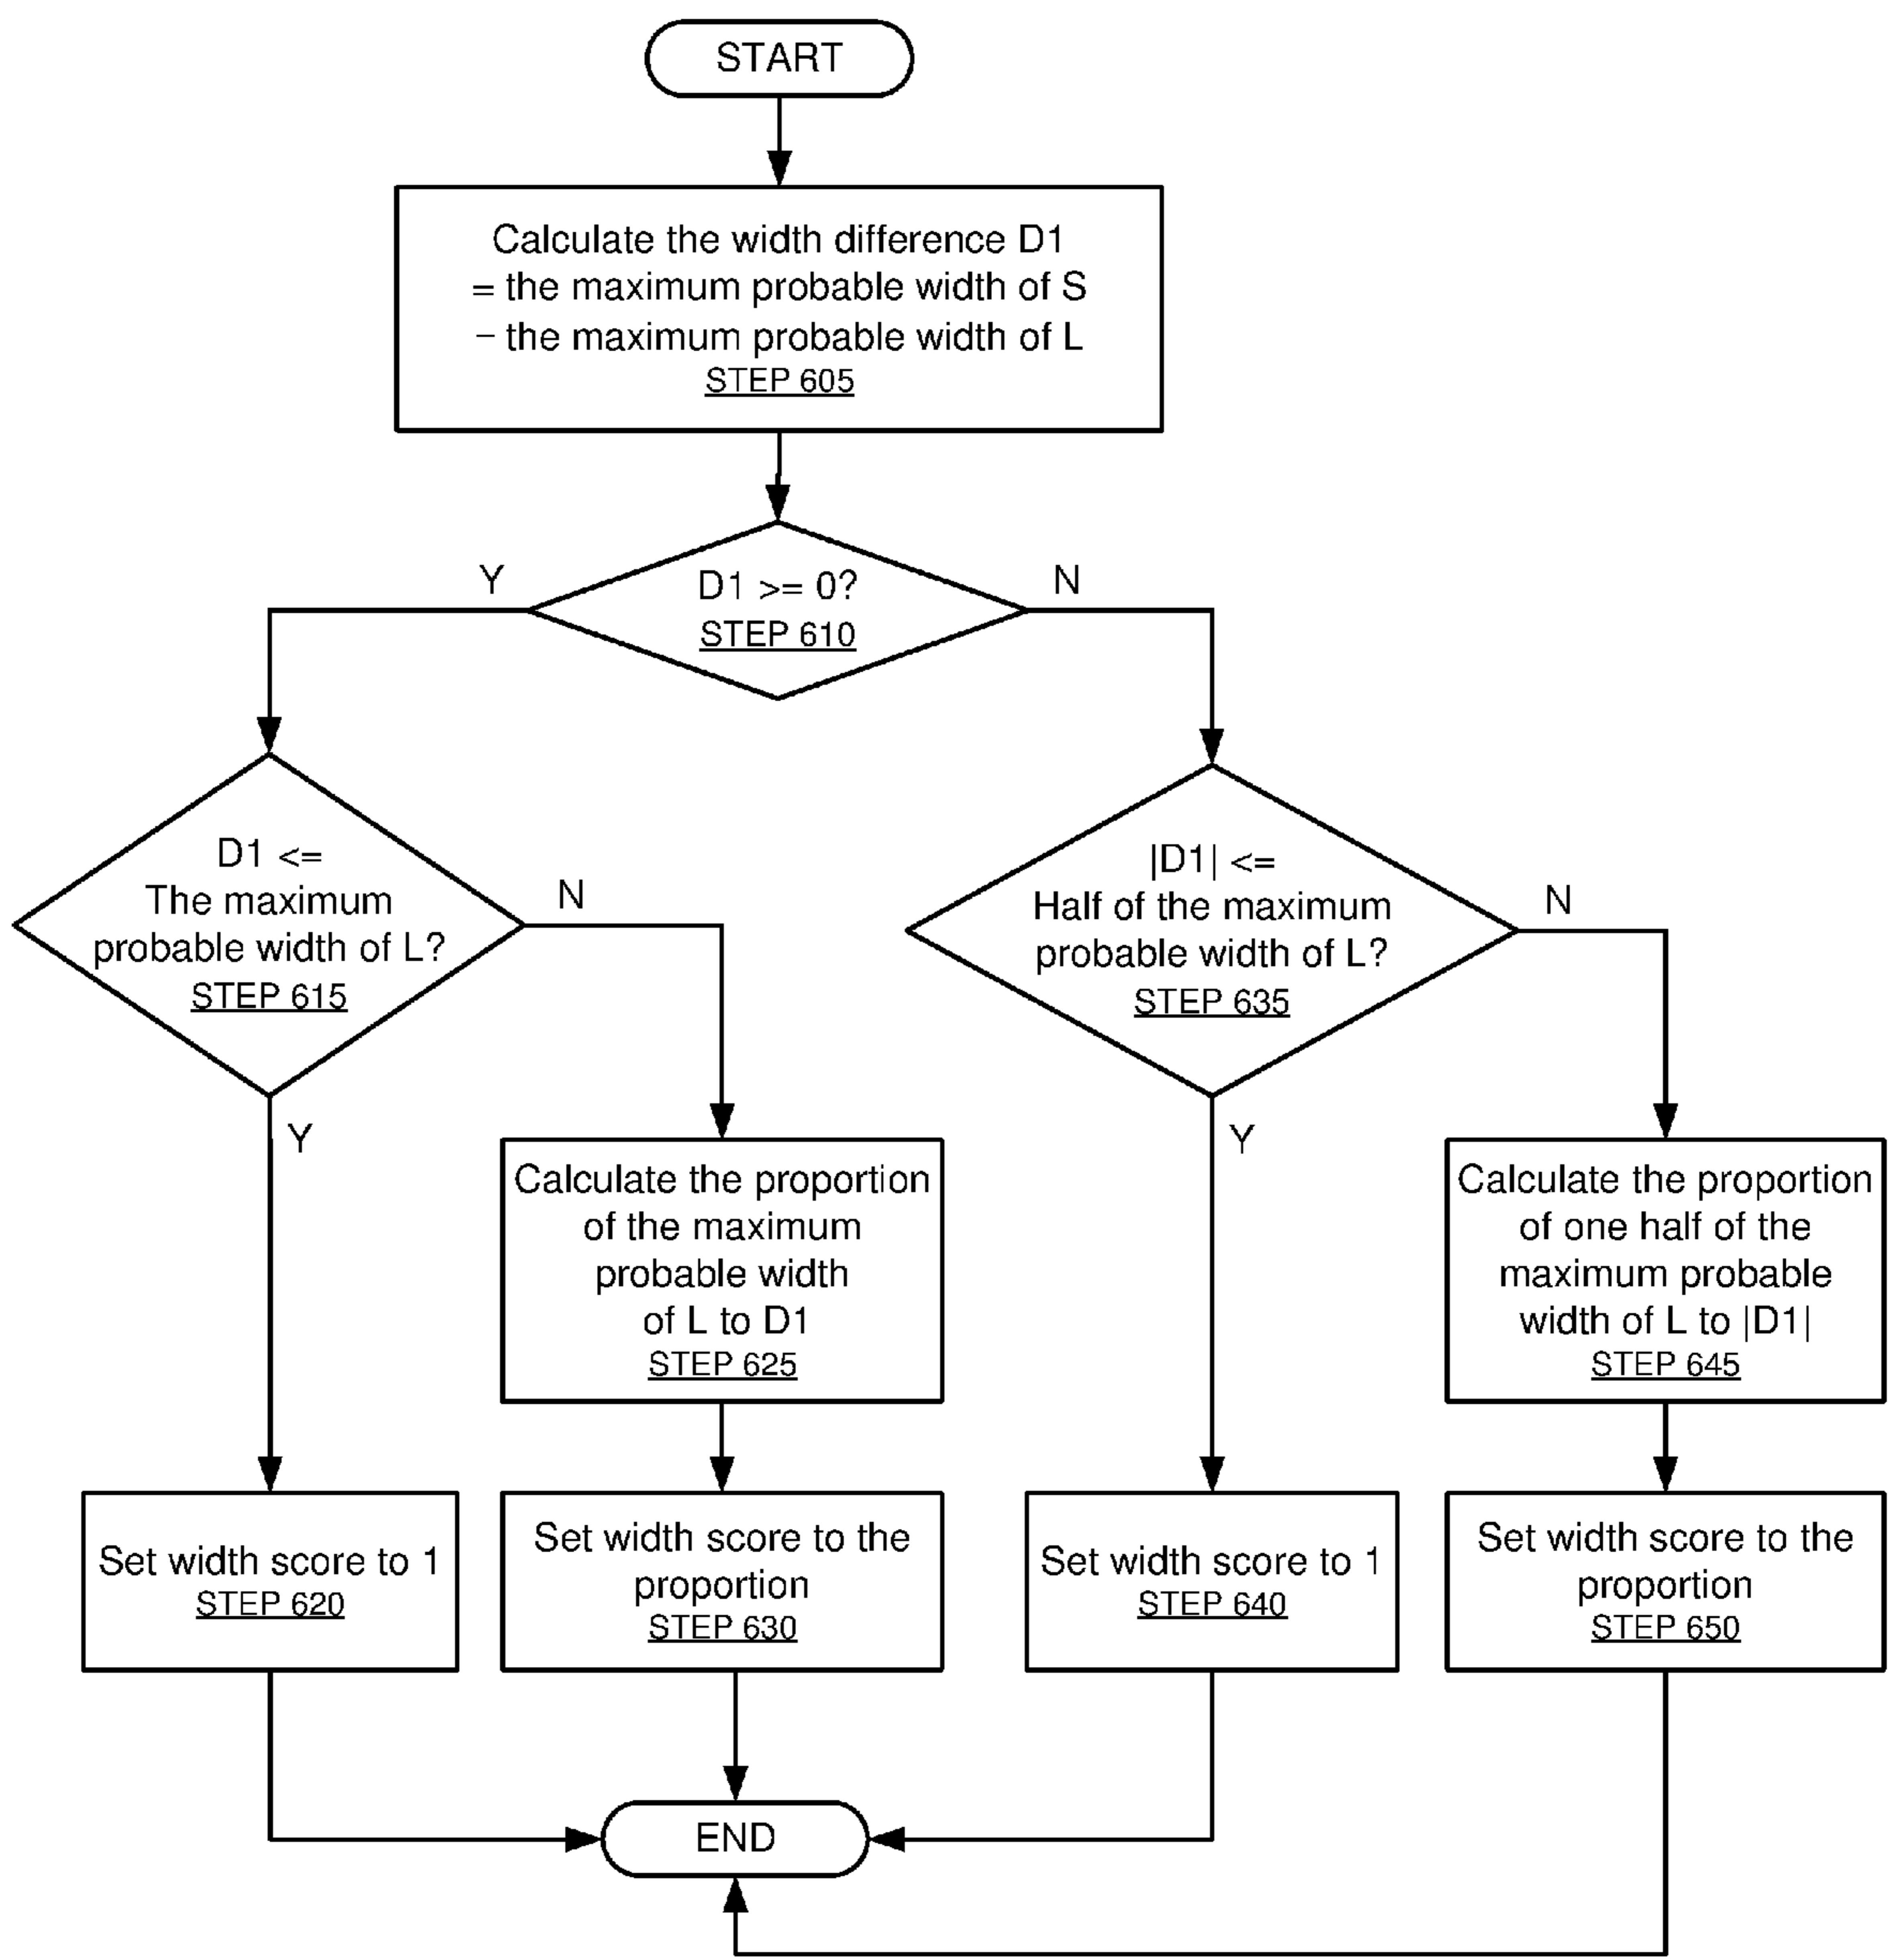 START
Calculate the width difference D1
= the maximum probable width of S
– the maximum probable width of L
STEP 605
Y
D1 >= 0?
STEP 610
N
D1 <=
The maximum
probable width of L?
STEP 615
N
Y
|D1| <=
Half of the maximum
probable width of L?
STEP 635
N
Y
Calculate the proportion
of the maximum
probable width
of L to D1
STEP 625
Calculate the proportion
of one half of the
maximum probable
width of L to |D1|
STEP 645
Set width score to 1
STEP 620
Set width score to the
proportion
STEP 630
Set width score to 1
STEP 640
Set width score to the
proportion
STEP 650
END